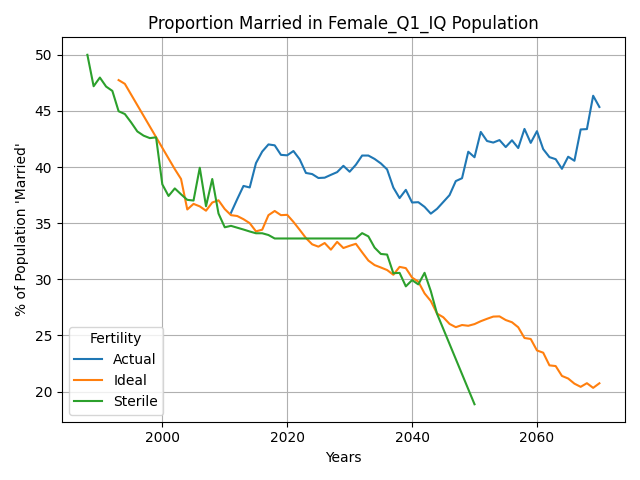 Proportion Married in Female_Q1_IQ Population
% of Population 'Married'
50
45
40
35
30
25
20
Fertility
Actual
Ideal
Sterile
2000 2020 2040 2060
Years